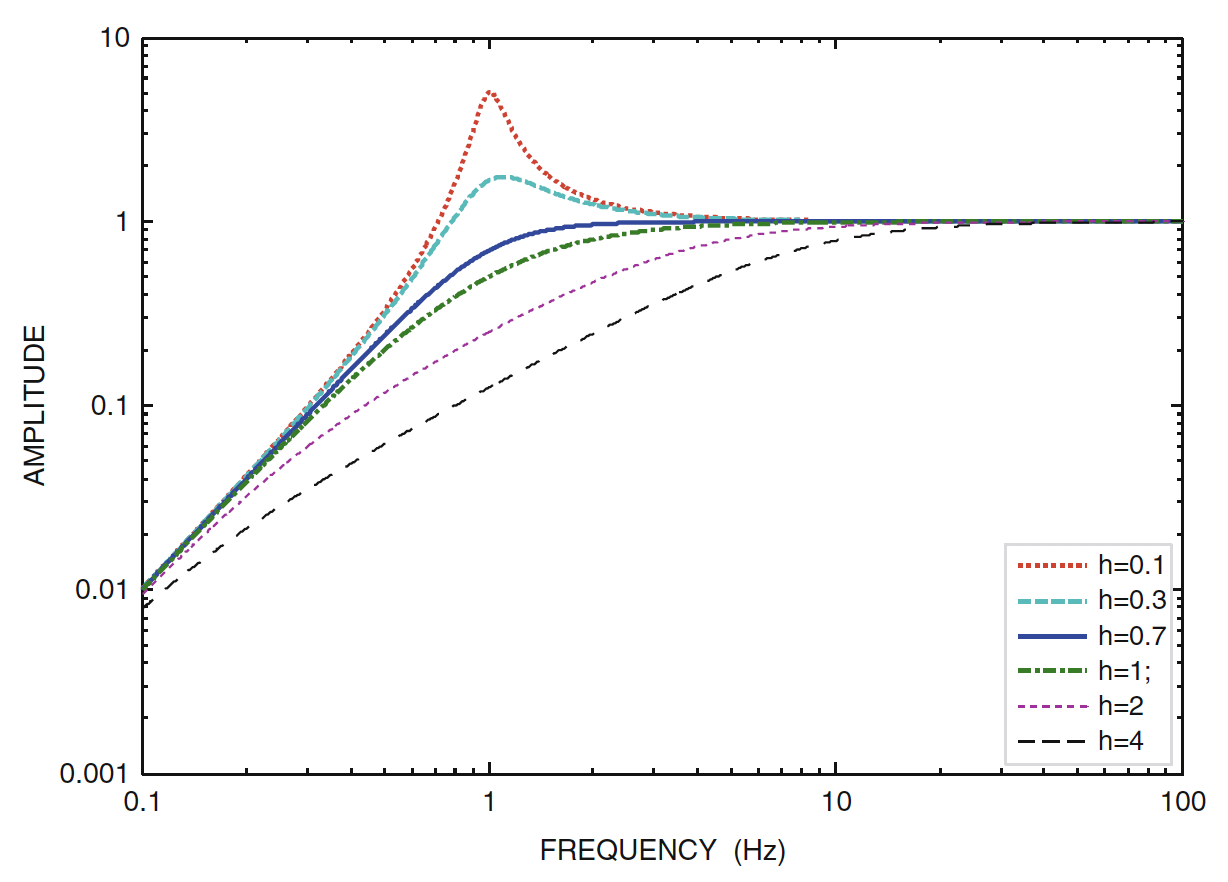 10
1
0.1
0.01
0.001
AMPLITUDE
0.1 1 10 100
FREQUENCY (Hz)
h=0.1
h=0.3
h=0.7
h=1;
h=2
h=4